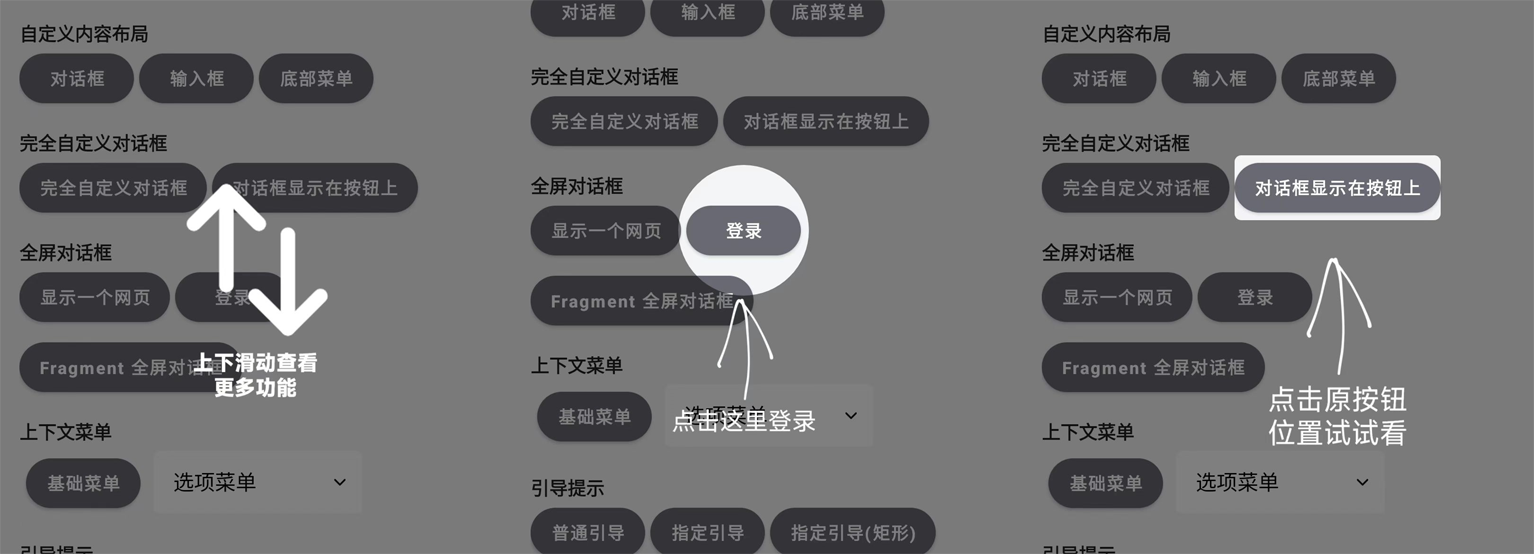 自定义内容布局
对话框 输入框 底部菜单
完全自定义对话框
完全自定义对话框 对话框显示在按钮上
全屏对话框
显示一个网页 登录
Fragment 全屏对话框
上下滑动查看
更多功能
上下文菜单
基础菜单 选项菜单
引导提示
对话框 输入框 底部菜单
完全自定义对话框
完全自定义对话框 对话框显示在按钮上
全屏对话框
显示一个网页 登录
Fragment 全屏对话框
上下文菜单
基础菜单 选项菜单
点击这里登录
引导提示
普通引导 指定引导 指定引导(矩形)
自定义内容布局
对话框 输入框 底部菜单
完全自定义对话框
完全自定义对话框 对话框显示在按钮上
全屏对话框
显示一个网页 登录
Fragment 全屏对话框
点击原按钮
位置试试看
上下文菜单
基础菜单 选项菜单
引导提示